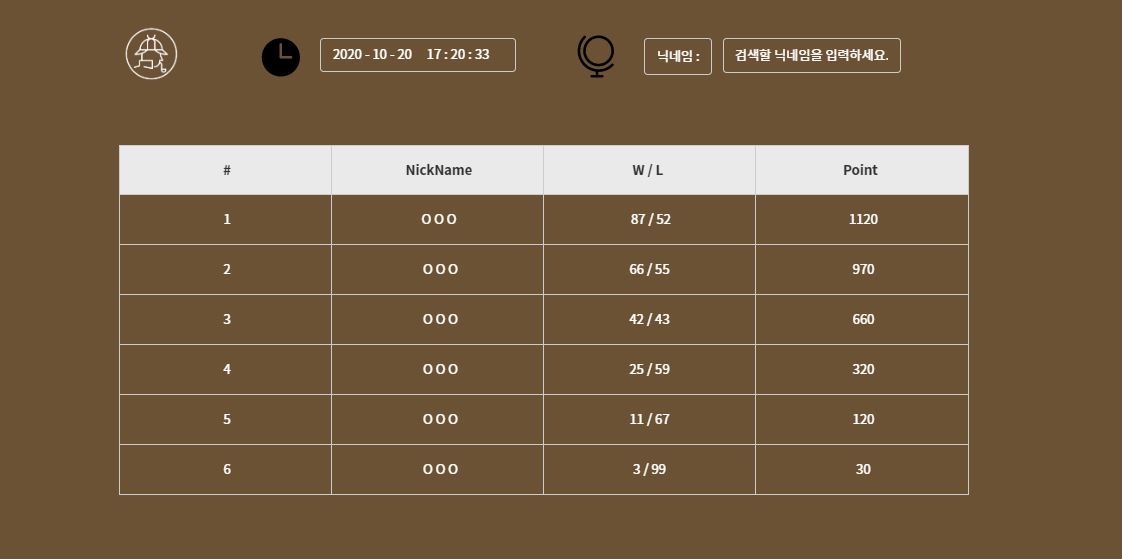 2020 - 10 - 20 17 : 20 : 33 닉네임 : 검색할 닉네임을 입력하세요.
# NickName W / L Point
1 O O O 87 / 52 1120
2 O O O 66 / 55 970
3 O O O 42 / 43 660
4 O O O 25 / 59 320
5 O O O 11 / 67 120
6 O O O 3 / 99 30